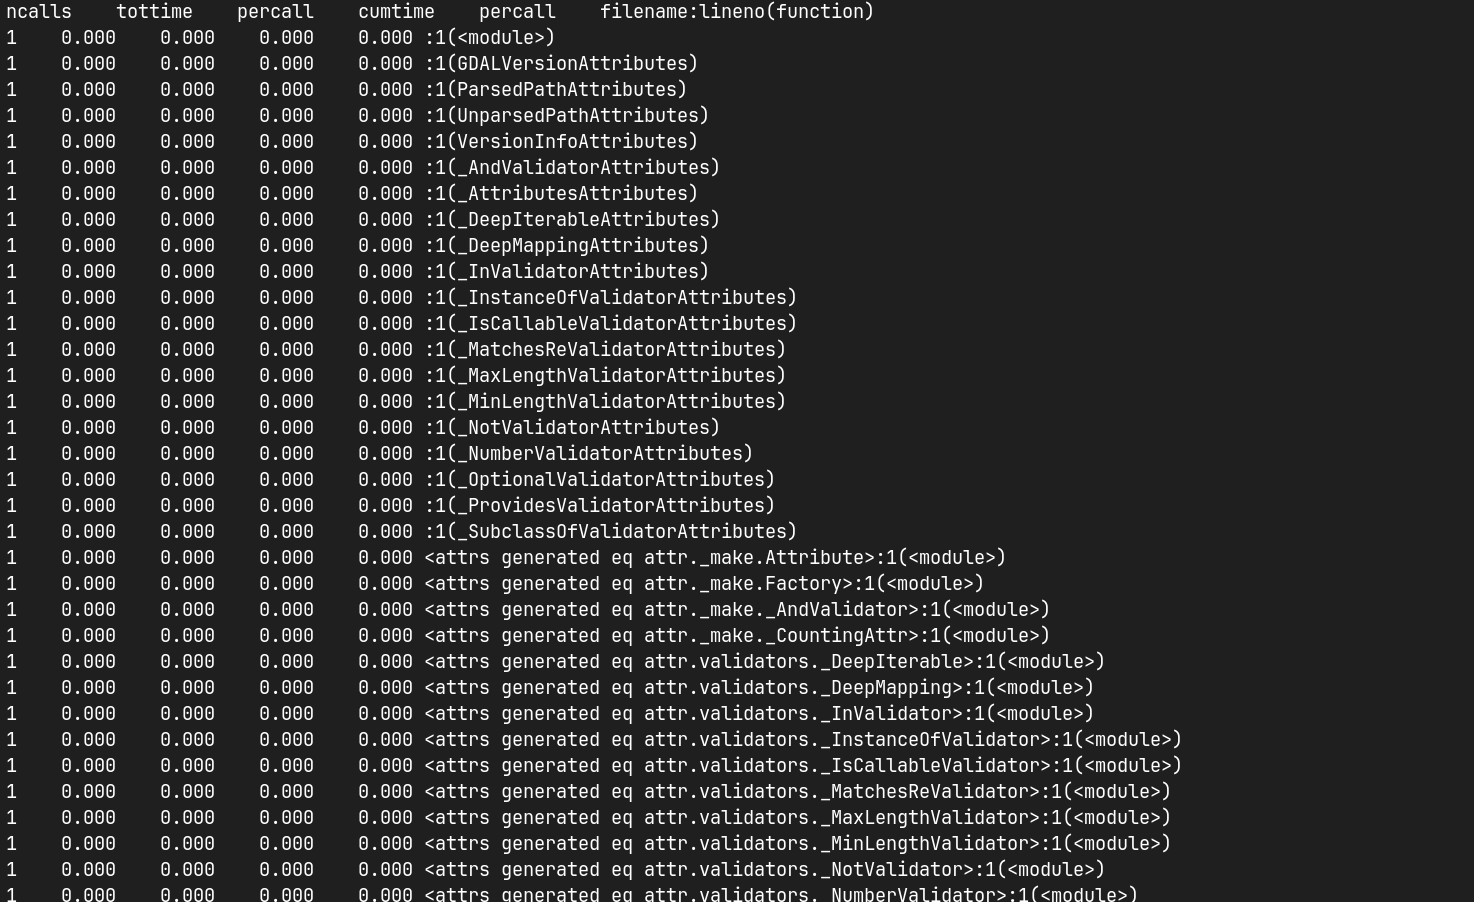 ncalls tottime percall cumtime percall filename:lineno(function)
1 0.000 0.000 0.000 0.000 :1(<module>)
1 0.000 0.000 0.000 0.000 :1(GDALVersionAttributes)
1 0.000 0.000 0.000 0.000 :1(ParsedPathAttributes)
1 0.000 0.000 0.000 0.000 :1(UnparsedPathAttributes)
1 0.000 0.000 0.000 0.000 :1(VersionInfoAttributes)
1 0.000 0.000 0.000 0.000 :1(_AndValidatorAttributes)
1 0.000 0.000 0.000 0.000 :1(_AttributesAttributes)
1 0.000 0.000 0.000 0.000 :1(_DeepIterableAttributes)
1 0.000 0.000 0.000 0.000 :1(_DeepMappingAttributes)
1 0.000 0.000 0.000 0.000 :1(_InValidatorAttributes)
1 0.000 0.000 0.000 0.000 :1(_InstanceOfValidatorAttributes)
1 0.000 0.000 0.000 0.000 :1(_IsCallableValidatorAttributes)
1 0.000 0.000 0.000 0.000 :1(_MatchesReValidatorAttributes)
1 0.000 0.000 0.000 0.000 :1(_MaxLengthValidatorAttributes)
1 0.000 0.000 0.000 0.000 :1(_MinLengthValidatorAttributes)
1 0.000 0.000 0.000 0.000 :1(_NotValidatorAttributes)
1 0.000 0.000 0.000 0.000 :1(_NumberValidatorAttributes)
1 0.000 0.000 0.000 0.000 :1(_OptionalValidatorAttributes)
1 0.000 0.000 0.000 0.000 :1(_ProvidesValidatorAttributes)
1 0.000 0.000 0.000 0.000 :1(_SubclassOfValidatorAttributes)
1 0.000 0.000 0.000 0.000 <attrs generated eq attr._make.Attribute>:1(<module>)
1 0.000 0.000 0.000 0.000 <attrs generated eq attr._make.Factory>:1(<module>)
1 0.000 0.000 0.000 0.000 <attrs generated eq attr._make._AndValidator>:1(<module>)
1 0.000 0.000 0.000 0.000 <attrs generated eq attr._make._CountingAttr>:1(<module>)
1 0.000 0.000 0.000 0.000 <attrs generated eq attr.validators._DeepIterable>:1(<module>)
1 0.000 0.000 0.000 0.000 <attrs generated eq attr.validators._DeepMapping>:1(<module>)
1 0.000 0.000 0.000 0.000 <attrs generated eq attr.validators._InValidator>:1(<module>)
1 0.000 0.000 0.000 0.000 <attrs generated eq attr.validators._InstanceOfValidator>:1(<module>)
1 0.000 0.000 0.000 0.000 <attrs generated eq attr.validators._IsCallableValidator>:1(<module>)
1 0.000 0.000 0.000 0.000 <attrs generated eq attr.validators._MatchesReValidator>:1(<module>)
1 0.000 0.000 0.000 0.000 <attrs generated eq attr.validators._MaxLengthValidator>:1(<module>)
1 0.000 0.000 0.000 0.000 <attrs generated eq attr.validators._MinLengthValidator>:1(<module>)
1 0.000 0.000 0.000 0.000 <attrs generated eq attr.validators._NotValidator>:1(<module>)
1 0.000 0.000 0.000 0.000 <attrs generated eq attr.validators._NumberValidator>:1(<module>)